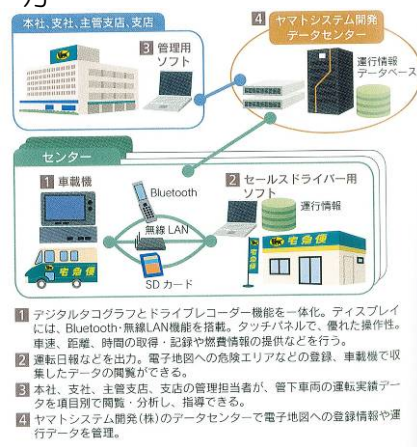 本社、支社、主管支店、支店
4 ヤマトシステム開発
データセンター
3 管理用
ソフト
運行情報
データベース
センター
1 車載機
Bluetooth
無線LAN
SDカード
2 セールスドライバー用
ソフト
運行情報
宅急便
宅急便
1 デジタルタコグラフとドライブレコーダー機能を一体化。ディスプレイ
には、Bluetooth・無線LAN機能を搭載。タッチパネルで、優れた操作性。
車速、距離、時間の取得・記録や燃費情報の提供などを行う。
2 運転日報などを出力。電子地図への危険エリアなどの登録、車載機で収
集したデータの閲覧ができる。
3 本社、支社、主管支店、支店の管理担当者が、管下車両の運転実績デー
タを項目別で閲覧・分析し、指導できる。
4 ヤマトシステム開発(株)のデータセンターで電子地図への登録情報や運
行データを管理。